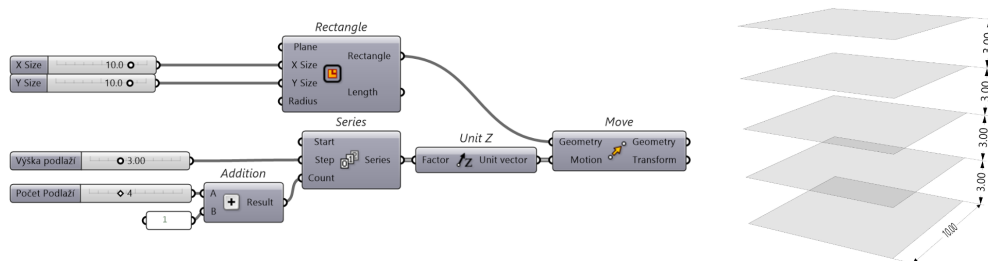 Rectangle
Plane
X Size
Y Size
Radius
Rectangle
Length
X Size 10.0
Y Size 10.0
Series
Start
Step
Count
Series
Výška podlaží 3.00
Počet Podlaží 4
1
Addition
A
B
Result
Unit Z
Factor
Unit vector
Move
Geometry
Motion
Geometry
Transform
3.00
3.00
3.00
3.00
10.00